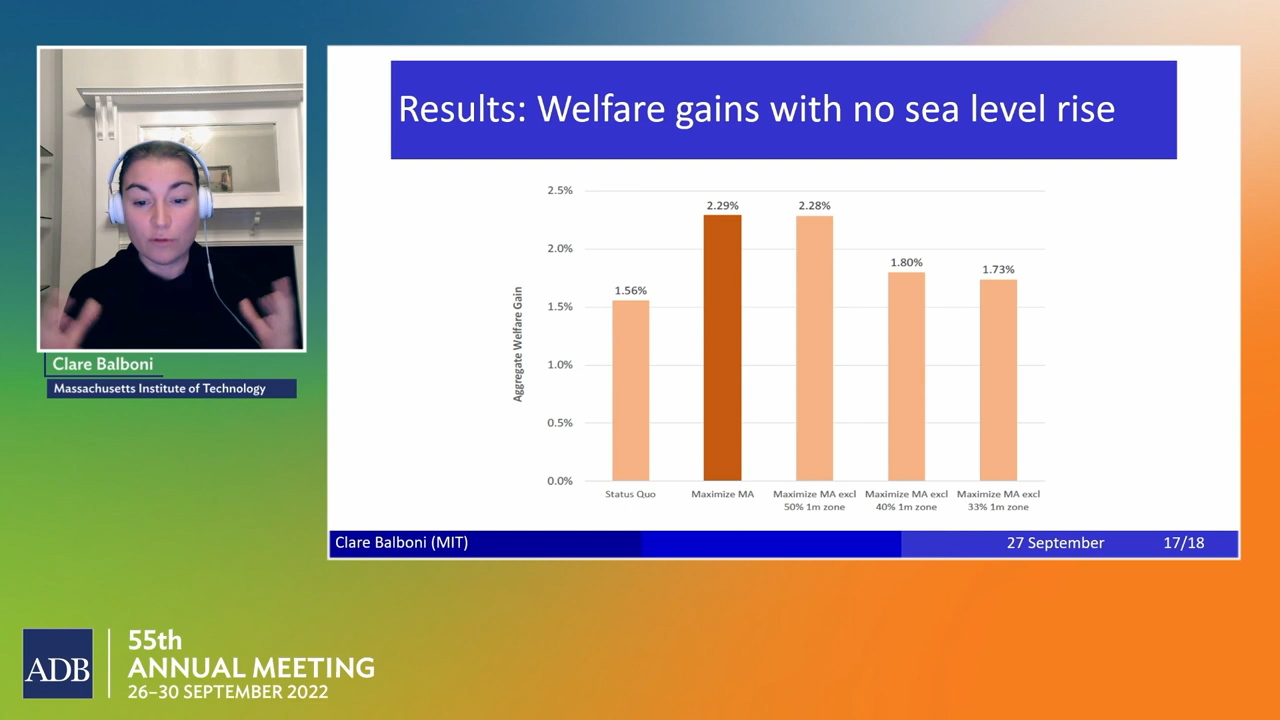 Clare Balboni
Massachusetts Institute of Technology
Results: Welfare gains with no sea level rise
Aggregate Welfare Gain
2.5%
2.0%
1.5%
1.0%
0.5%
0.0%
1.56%
2.29%
2.28%
1.80%
1.73%
Status Quo
Maximize MA
Maximize MA excl
50% 1m zone
Maximize MA excl
40% 1m zone
Maximize MA excl
33% 1m zone
Clare Balboni (MIT)
27 September
17/18
ADB
55th
ANNUAL MEETING
26–30 SEPTEMBER 2022